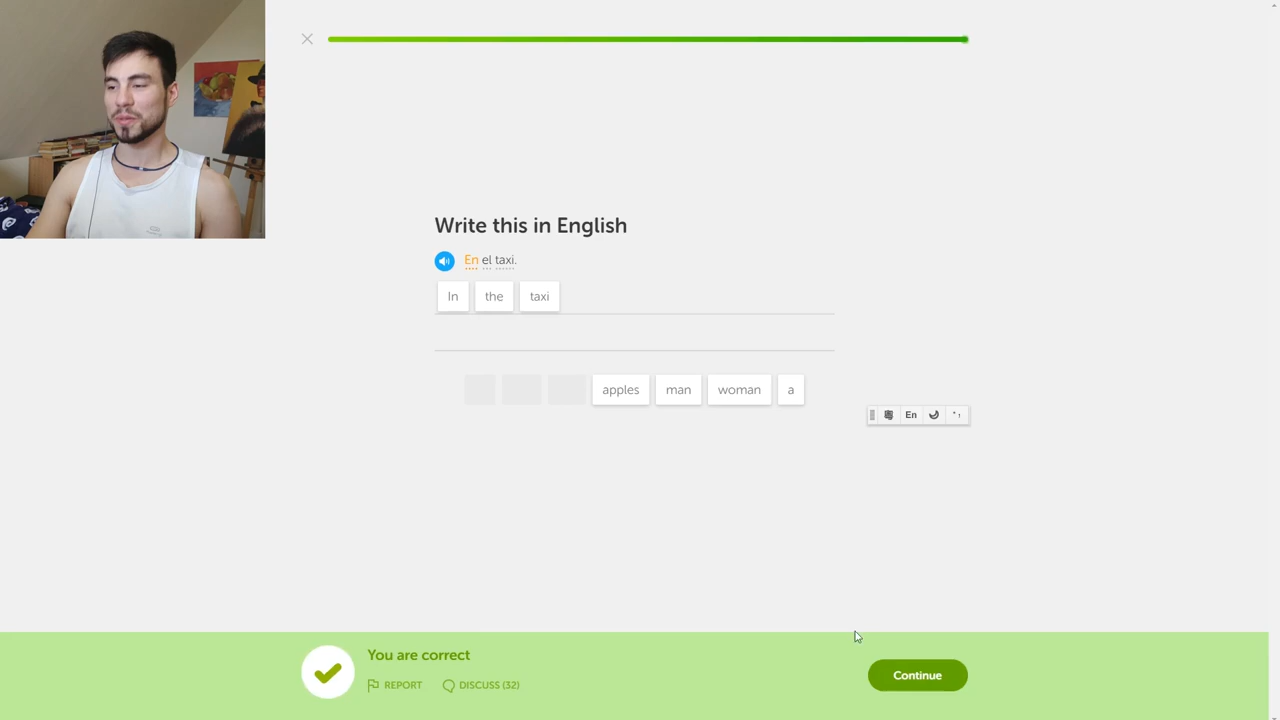 Write this in English
En el taxi.
In the taxi
apples man woman a
En
You are correct
REPORT DISCUSS (32)
Continue